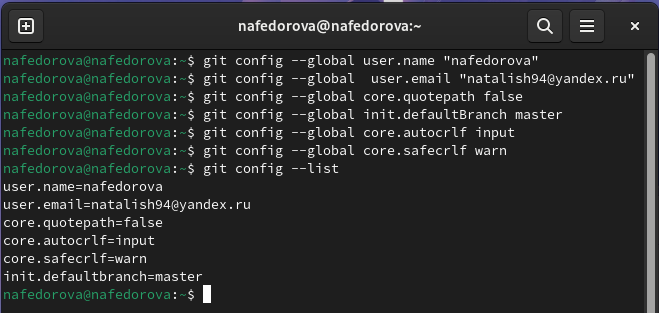 nafedorova@nafedorova:~
nafedorova@nafedorova:~$ git config --global user.name "nafedorova"
nafedorova@nafedorova:~$ git config --global  user.email "natalish94@yandex.ru"
nafedorova@nafedorova:~$ git config --global core.quotepath false
nafedorova@nafedorova:~$ git config --global init.defaultBranch master
nafedorova@nafedorova:~$ git config --global core.autocrlf input
nafedorova@nafedorova:~$ git config --global core.safecrlf warn
nafedorova@nafedorova:~$ git config --list
user.name=nafedorova
user.email=natalish94@yandex.ru
core.quotepath=false
core.autocrlf=input
core.safecrlf=warn
init.defaultbranch=master
nafedorova@nafedorova:~$